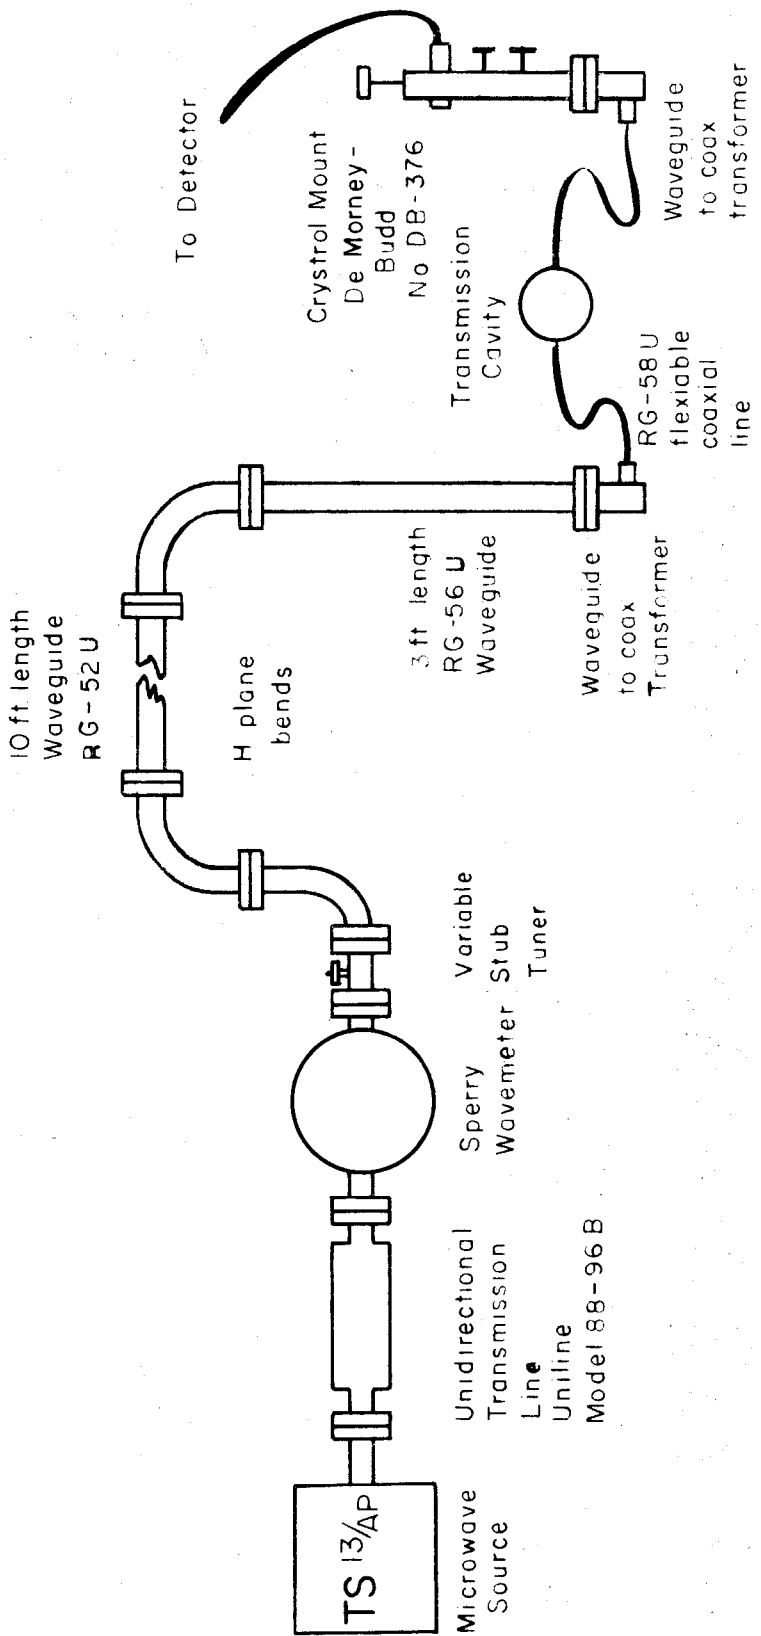 TS 13/AP
Microwave
Source
Unidirectional
Transmission
Line
Uniline
Model 88-96B
Sperry
Wavemeter
Variable
Stub
Tuner
10 ft. length
Waveguide
RG-52U
H plane
bends
3 ft length
RG-56 U
Waveguide
Waveguide
to coax
Transformer
RG-58U
flexiable
coaxial
line
Transmission
Cavity
Waveguide
to coax
transformer
Crystrol Mount
De Morney-
Budd
No DB-376
To Detector